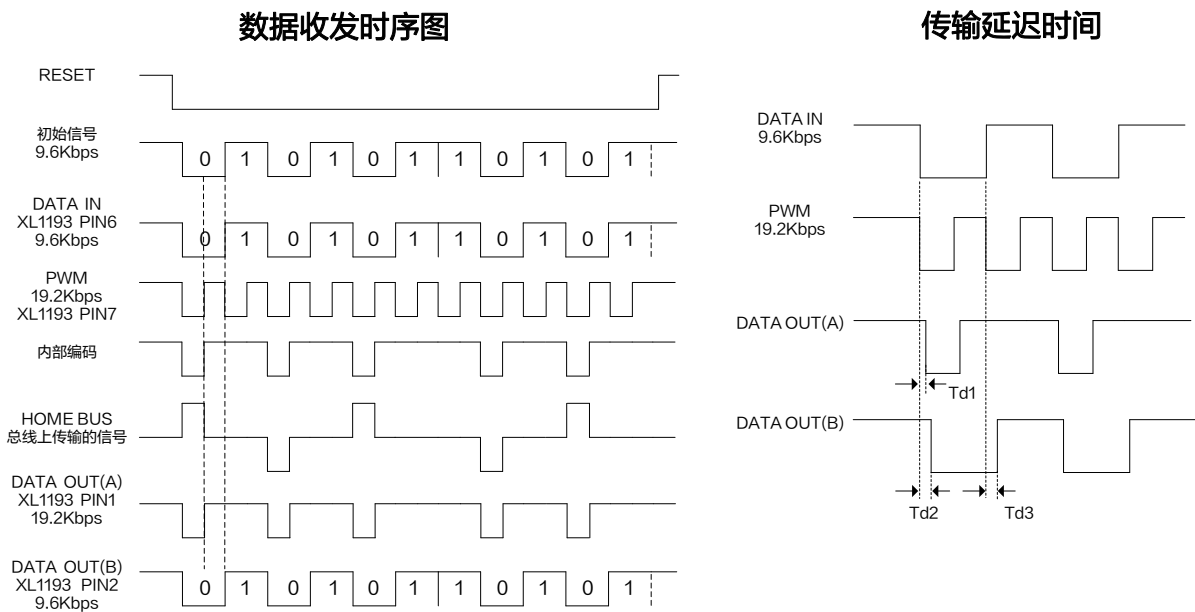 数据收发时序图
RESET
初始信号
9.6Kbps
0 1 0 1 0 1 1 0 1 0 1
DATA IN
XL1193 PIN6
9.6Kbps
0 1 0 1 0 1 1 0 1 0 1
PWM
19.2Kbps
XL1193 PIN7
内部编码
HOME BUS
总线上传输的信号
DATA OUT(A)
XL1193 PIN1
19.2Kbps
DATA OUT(B)
XL1193 PIN2
9.6Kbps
0 1 0 1 0 1 1 0 1 0 1
传输延迟时间
DATA IN
9.6Kbps
PWM
19.2Kbps
DATA OUT(A)
Td1
DATA OUT(B)
Td2 Td3